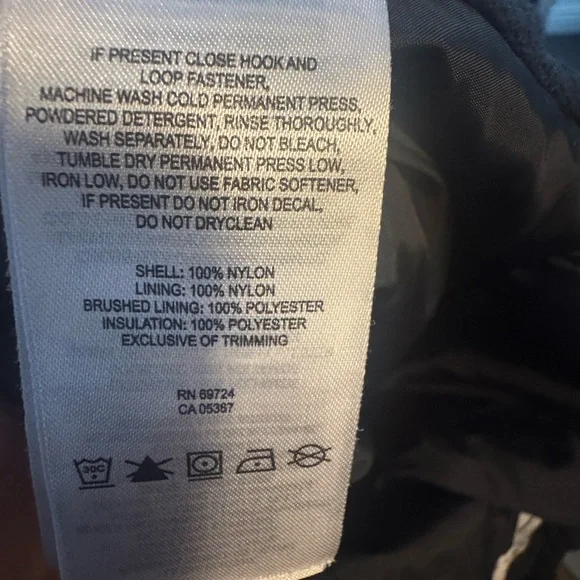 IF PRESENT CLOSE HOOK AND
LOOP FASTENER,
MACHINE WASH COLD PERMANENT PRESS.
POWDERED DETERGENT, RINSE THOROUGHLY,
WASH SEPARATELY, DO NOT BLEACH,
TUMBLE DRY PERMANENT PRESS LOW,
IRON LOW, DO NOT USE FABRIC SOFTENER,
IF PRESENT DO NOT IRON DECAL,
DO NOT DRYCLEAN
SHELL: 100% NYLON
LINING: 100% NYLON
BRUSHED LINING: 100% POLYESTER
INSULATION: 100% POLYESTER
EXCLUSIVE OF TRIMMING
RN 69724
CA 05367
30C